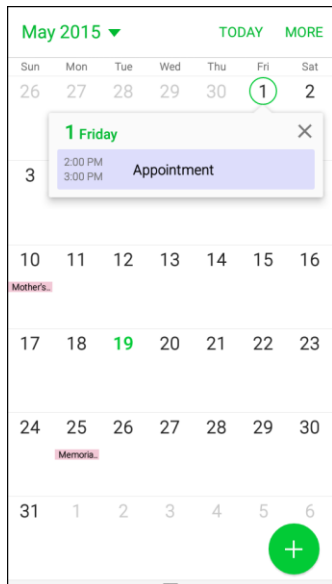 May 2015 TODAY MORE
Sun Mon Tue Wed Thu Fri Sat
26 27 28 29 30 1 2
1 Friday
2:00 PM
3:00 PM
Appointment
3
10 11 12 13 14 15 16
Mother's..
17 18 19 20 21 22 23
24 25 26 27 28 29 30
Memoria..
31 1 2 3 4 5 6